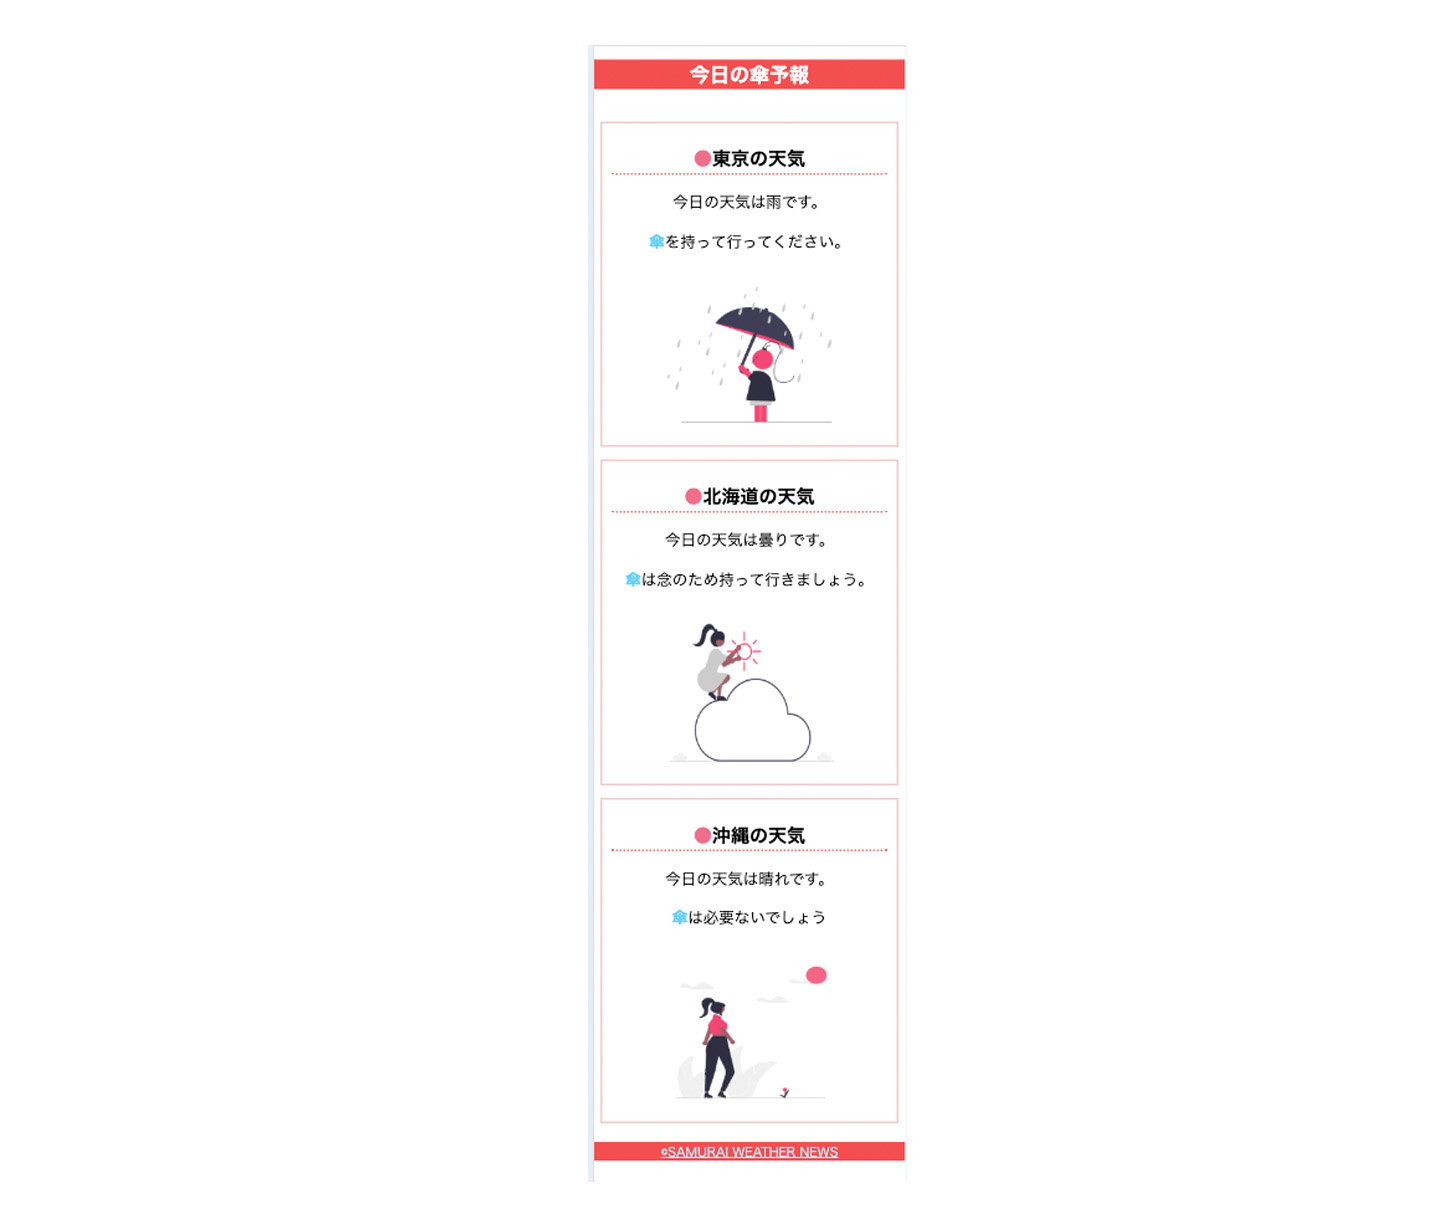 今日の傘予報
●東京の天気
今日の天気は雨です。
傘を持って行ってください。
●北海道の天気
今日の天気は曇りです。
傘は念のため持って行きましょう。
●沖縄の天気
今日の天気は晴れです。
傘は必要ないでしょう
©SAMURAI WEATHER NEWS